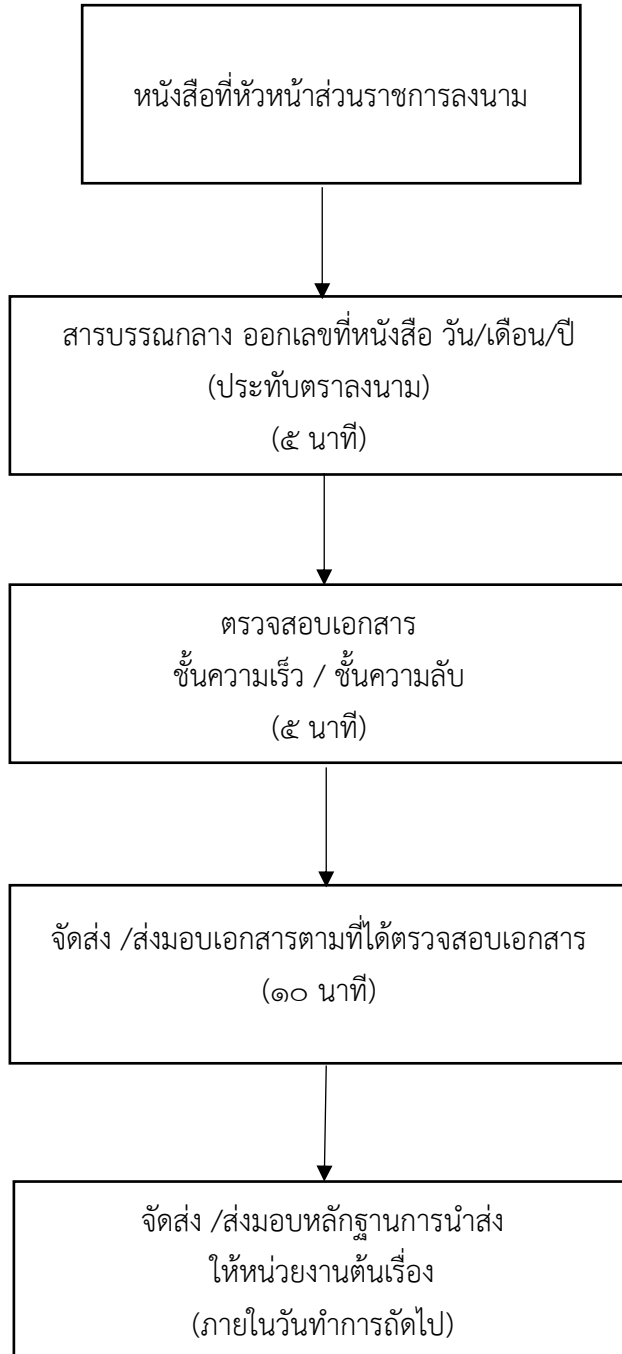 หนังสือที่หัวหน้าส่วนราชการลงนาม
สารบรรณกลาง ออกเลขที่หนังสือ วัน/เดือน/ปี
(ประทับตราลงนาม)
(๕ นาที)
ตรวจสอบเอกสาร
ชั้นความเร็ว / ชั้นความลับ
(๕ นาที)
จัดส่ง /ส่งมอบเอกสารตามที่ได้ตรวจสอบเอกสาร
(๑๐ นาที)
จัดส่ง /ส่งมอบหลักฐานการนำส่ง
ให้หน่วยงานต้นเรื่อง
(ภายในวันทำการถัดไป)